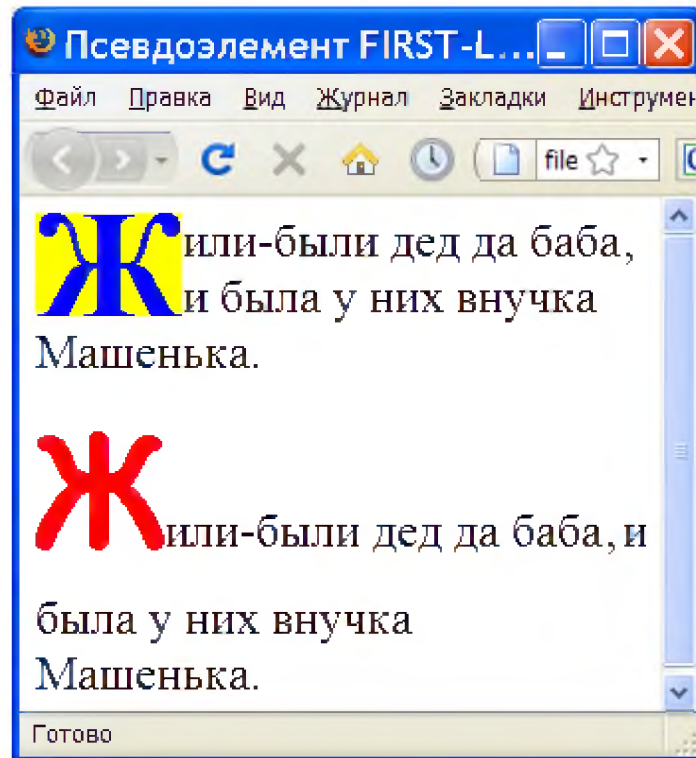 Псевдоэлемент FIRST-L...
Файл Правка Вид Журнал Закладки Инструмен
file
Жили-были дед да баба,
и была у них внучка
Машенька.
Жили-были дед да баба, и
была у них внучка
Машенька.
Готово